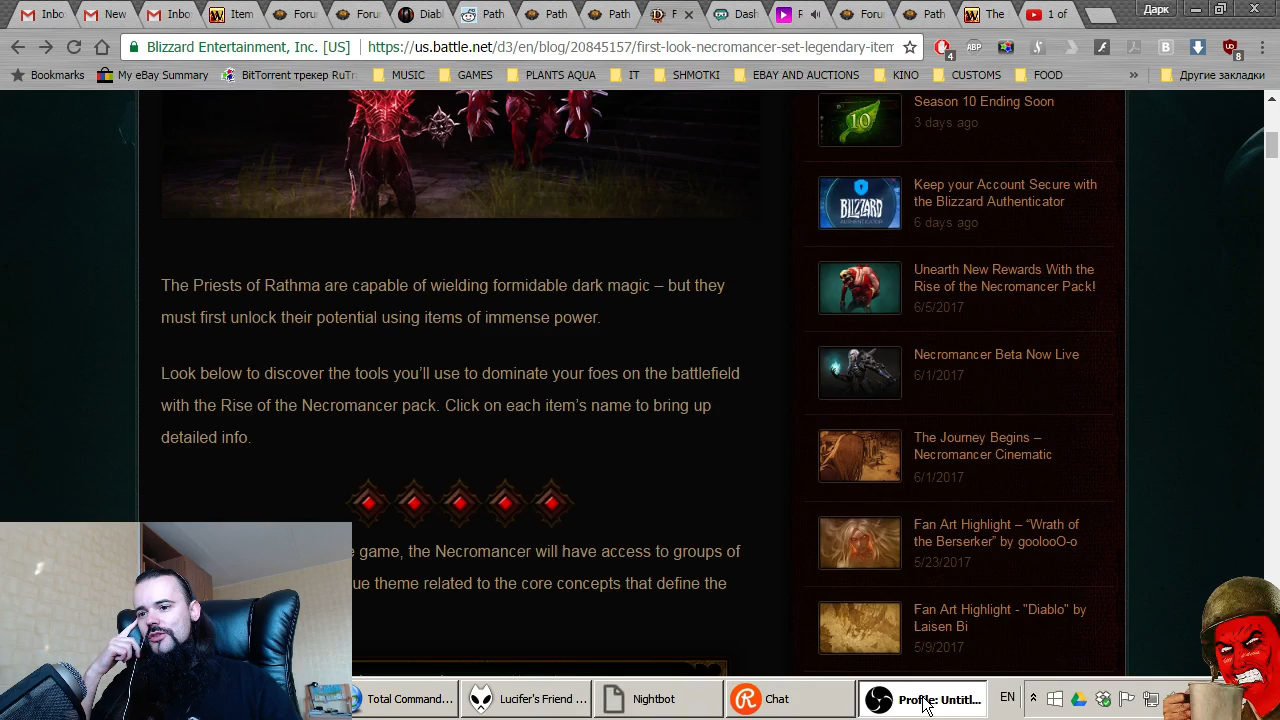 Inbo
New
Inbo
Item
Foru
Foru
Diab
Path
Path
Path
F
Dash
Foru
Path
The
1 of
Дарк
Blizzard Entertainment, Inc. [US]
https://us.battle.net/d3/en/blog/20845157/first-look-necromancer-set-legendary-item
4
ABP
8
Bookmarks
My eBay Summary
BitTorrent трекер RuTr
MUSIC
GAMES
PLANTS AQUA
IT
SHMOTKI
EBAY AND AUCTIONS
KINO
CUSTOMS
FOOD
»
Другие закладки
The Priests of Rathma are capable of wielding formidable dark magic – but they
must first unlock their potential using items of immense power.
Look below to discover the tools you’ll use to dominate your foes on the battlefield
with the Rise of the Necromancer pack. Click on each item’s name to bring up
detailed info.
e game, the Necromancer will have access to groups of
ue theme related to the core concepts that define the
10
Season 10 Ending Soon
3 days ago
BLIZZARD
AUTHENTICATOR
Keep your Account Secure with
the Blizzard Authenticator
6 days ago
Unearth New Rewards With the
Rise of the Necromancer Pack!
6/5/2017
Necromancer Beta Now Live
6/1/2017
The Journey Begins –
Necromancer Cinematic
6/1/2017
Fan Art Highlight – “Wrath of
the Berserker” by goolooO-o
5/23/2017
Fan Art Highlight - "Diablo" by
Laisen Bi
5/9/2017
Total Command...
Lucifer's Friend ...
Nightbot
Chat
Profile: Untitl...
EN